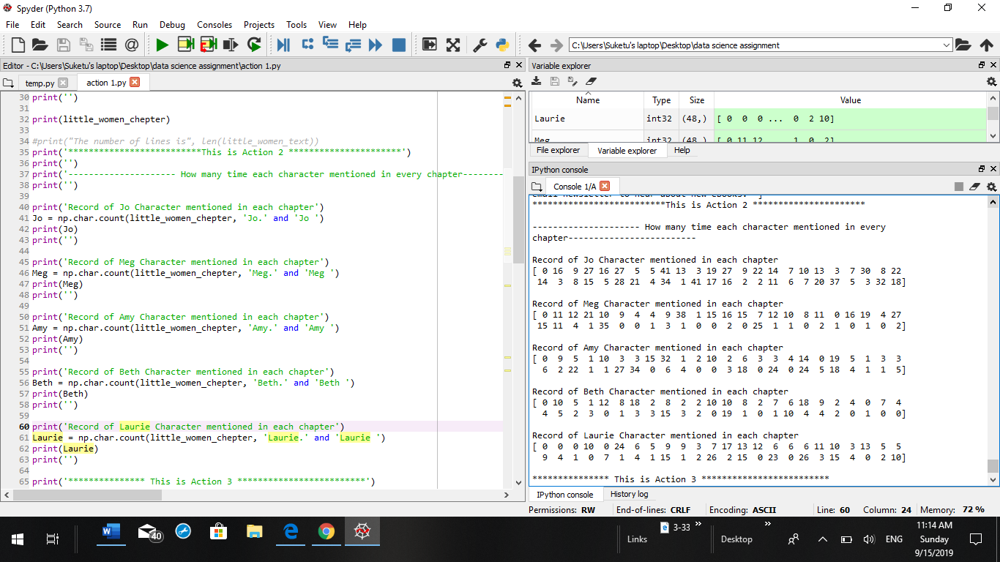 Spyder (Python 3.7)
File Edit Search Source Run Debug Consoles Projects Tools View Help
C:\Users\Suketu's laptop\Desktop\data science assignment
Editor - C:\Users\Suketu's laptop\Desktop\data science assignment\action 1.py
temp.py action 1.py
30 print('')
31
32 print(little_women_chepter)
33
34 #print("The number of lines is", len(little_women_text))
35 print('**************************This is Action 2 **********************')
36 print('')
37 print('--------------------- How many time each character mentioned in every chapter--------
38 print('')
39
40 print('Record of Jo Character mentioned in each chapter')
41 Jo = np.char.count(little_women_chepter, 'Jo.' and 'Jo ')
42 print(Jo)
43 print('')
44
45 print('Record of Meg Character mentioned in each chapter')
46 Meg = np.char.count(little_women_chepter, 'Meg.' and 'Meg ')
47 print(Meg)
48 print('')
49
50 print('Record of Amy Character mentioned in each chapter')
51 Amy = np.char.count(little_women_chepter, 'Amy.' and 'Amy ')
52 print(Amy)
53 print('')
54
55 print('Record of Beth Character mentioned in each chapter')
56 Beth = np.char.count(little_women_chepter, 'Beth.' and 'Beth ')
57 print(Beth)
58 print('')
59
60 print('Record of Laurie Character mentioned in each chapter')
61 Laurie = np.char.count(little_women_chepter, 'Laurie.' and 'Laurie ')
62 print(Laurie)
63 print('')
64
65 print('*************** This is Action 3 *************************')
Variable explorer
Name Type Size Value
Laurie int32 (48,) [ 0 0 0 ... 0 2 10]
Meg int32 (48,) [ 0 11 12 ... 1 0 2]
File explorer Variable explorer Help
IPython console
Console 1/A
email newsletter to hear about new eBooks. ']
**************************This is Action 2 **********************
--------------------- How many time each character mentioned in every
chapter-------------------------
Record of Jo Character mentioned in each chapter
[ 0 16 9 27 16 27 5 5 41 13 3 19 27 9 22 14 7 10 13 3 7 30 8 22
14 3 8 15 5 28 21 4 34 1 41 17 16 2 2 11 6 7 20 37 5 3 32 18]
Record of Meg Character mentioned in each chapter
[ 0 11 12 21 10 9 4 4 9 38 1 15 16 15 7 12 10 8 11 0 16 19 4 27
15 11 4 1 35 0 0 1 3 1 0 0 2 0 25 1 1 0 2 1 0 1 0 2]
Record of Amy Character mentioned in each chapter
[ 0 9 5 1 10 3 3 15 32 1 2 10 2 6 3 3 4 14 0 19 5 1 3 3
6 2 22 1 1 27 34 0 6 4 0 0 3 18 0 24 0 24 5 18 4 1 1 5]
Record of Beth Character mentioned in each chapter
[ 0 10 5 1 12 8 18 2 8 2 2 10 10 8 2 7 6 18 9 2 4 0 7 4
4 5 2 3 0 1 3 3 15 3 2 0 19 1 0 1 10 4 4 2 0 1 0 0]
Record of Laurie Character mentioned in each chapter
[ 0 0 0 10 0 24 6 5 9 9 3 7 17 13 12 6 6 6 11 10 3 13 5 5
9 4 1 0 7 1 4 1 15 1 2 26 2 15 0 23 0 26 3 15 4 0 2 10]
*************** This is Action 3 *************************
IPython console History log
Permissions: RW End-of-lines: CRLF Encoding: ASCII Line: 60 Column: 24 Memory: 72 %
40
Links 3-33 » Desktop » ENG
11:14 AM
Sunday
9/15/2019